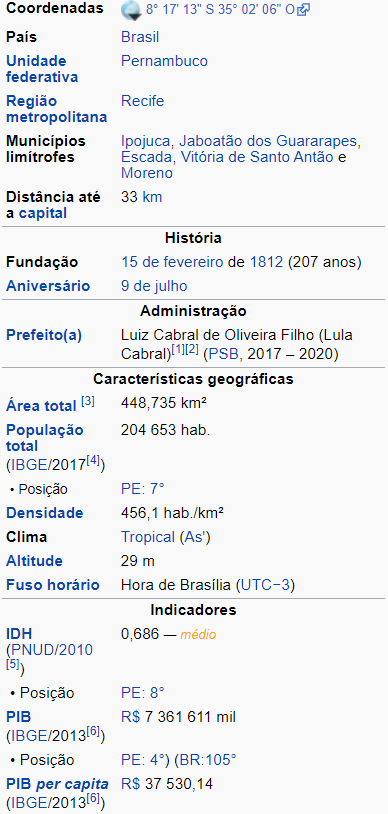 Coordenadas 8° 17' 13" S 35° 02' 06" O
País Brasil
Unidade Pernambuco
federativa
Região Recife
metropolitana
Municípios Ipojuca, Jaboatão dos Guararapes,
limítrofes Escada, Vitória de Santo Antão e
Moreno
Distância até 33 km
a capital
História
Fundação 15 de fevereiro de 1812 (207 anos)
Aniversário 9 de julho
Administração
Prefeito(a) Luiz Cabral de Oliveira Filho (Lula
Cabral)[1][2] (PSB, 2017 – 2020)
Características geográficas
Área total [3] 448,735 km²
População 204 653 hab.
total
(IBGE/2017[4])
• Posição PE: 7°
Densidade 456,1 hab./km²
Clima Tropical (As')
Altitude 29 m
Fuso horário Hora de Brasília (UTC−3)
Indicadores
IDH 0,686 — médio
(PNUD/2010
[5])
• Posição PE: 8°
PIB R$ 7 361 611 mil
(IBGE/2013[6])
• Posição PE: 4°) (BR:105°
PIB per capita R$ 37 530,14
(IBGE/2013[6])